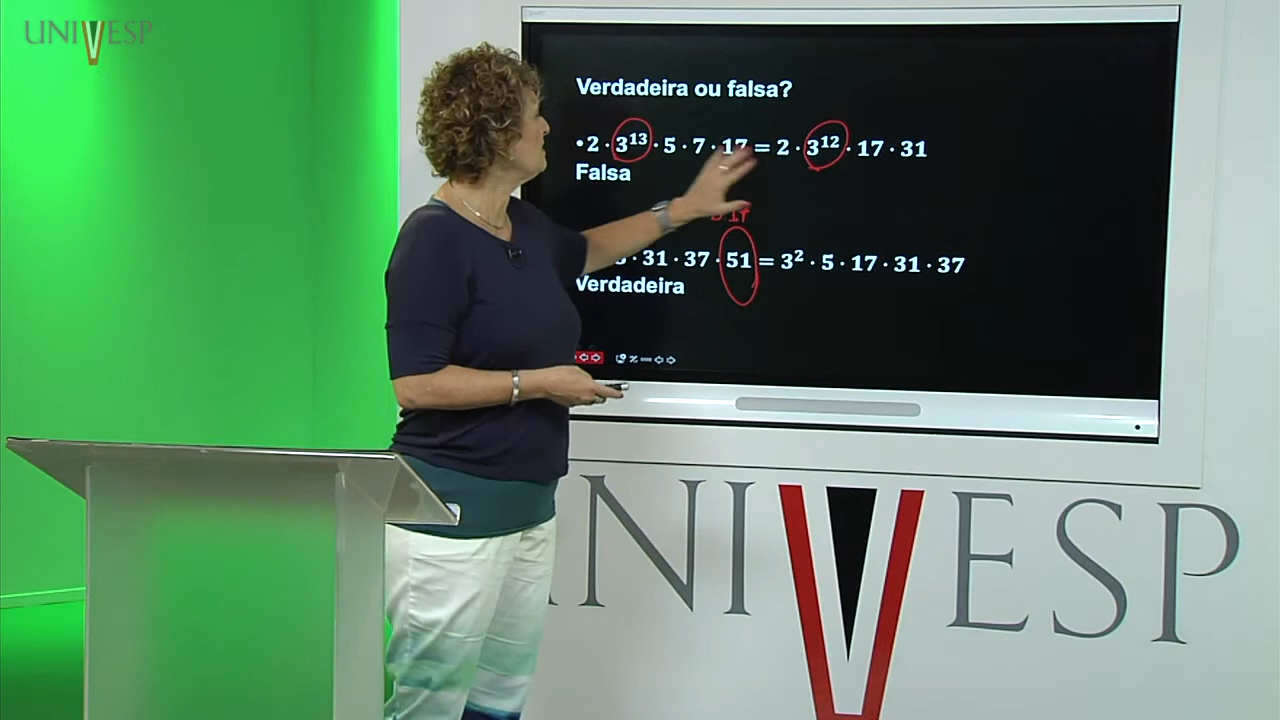 UNIVESP
Verdadeira ou falsa?
•2 · 3¹³ · 5 · 7 · 17 = 2 · 3¹² · 17 · 31
Falsa
· 31 · 37 · 51 = 3² · 5 · 17 · 31 · 37
Verdadeira
UNIVESP